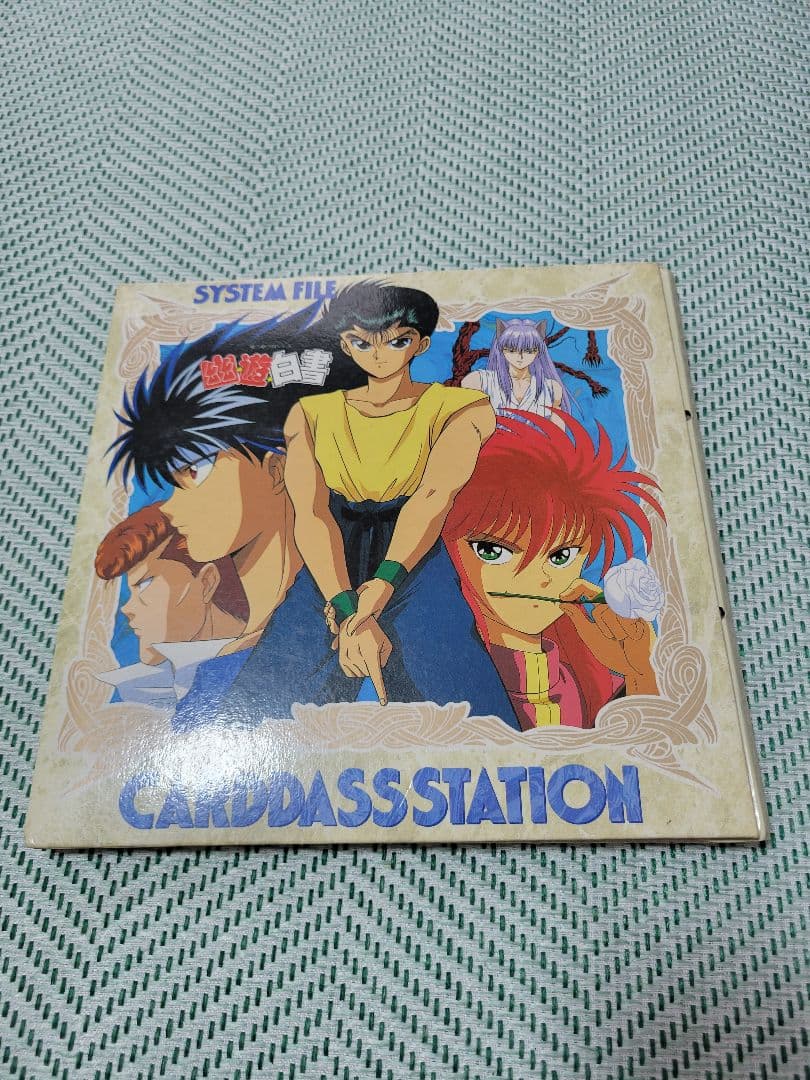 SYSTEM FILE
幽☆遊☆白書
CARDDASS STATION